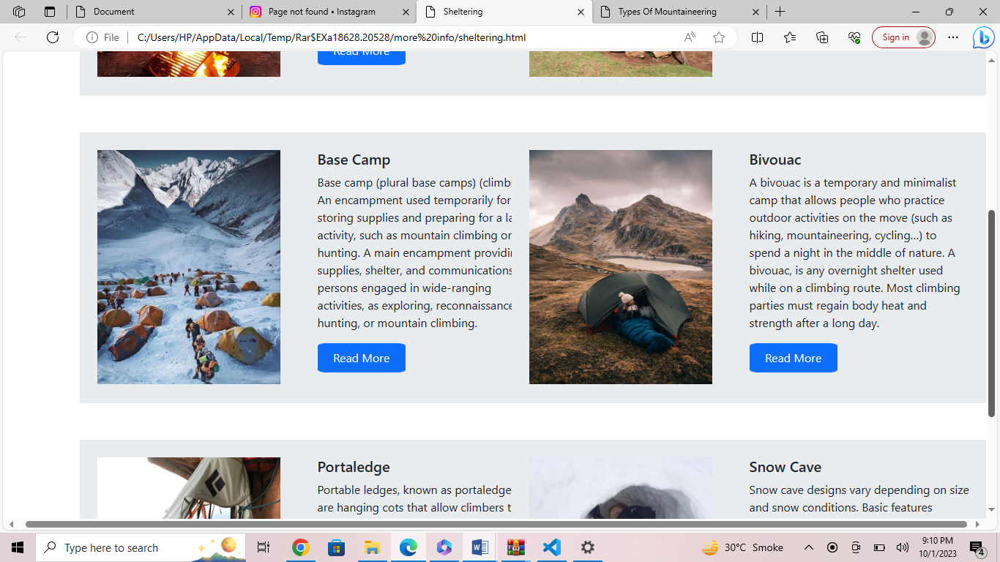 Document
Page not found • Instagram
Sheltering
Types Of Mountaineering
File
C:/Users/HP/AppData/Local/Temp/Rar$EXa18628.20528/more%20info/sheltering.html
Sign in
Read More
Base Camp
Base camp (plural base camps) (climbi
An encampment used temporarily for
storing supplies and preparing for a la
activity, such as mountain climbing or
hunting. A main encampment providin
supplies, shelter, and communications
persons engaged in wide-ranging
activities, as exploring, reconnaissance
hunting, or mountain climbing.
Read More
Bivouac
A bivouac is a temporary and minimalist
camp that allows people who practice
outdoor activities on the move (such as
hiking, mountaineering, cycling...) to
spend a night in the middle of nature. A
bivouac, is any overnight shelter used
while on a climbing route. Most climbing
parties must regain body heat and
strength after a long day.
Read More
Portaledge
Portable ledges, known as portaledge
are hanging cots that allow climbers t
Snow Cave
Snow cave designs vary depending on size
and snow conditions. Basic features
Type here to search
30°C Smoke
9:10 PM
10/1/2023
4